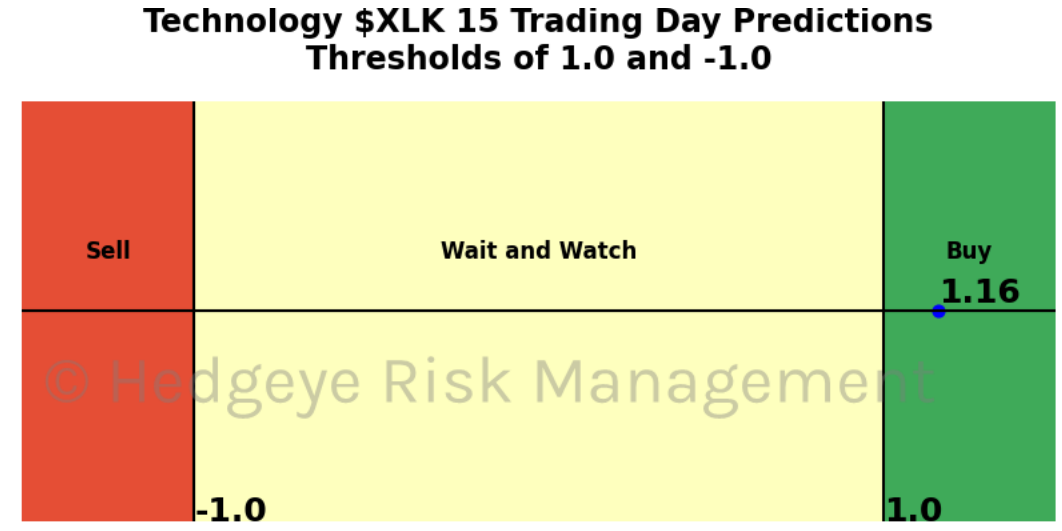 Technology $XLK 15 Trading Day Predictions
Thresholds of 1.0 and -1.0
Sell
Wait and Watch
Buy
1.16
© Hedgeye Risk Management
-1.0
1.0